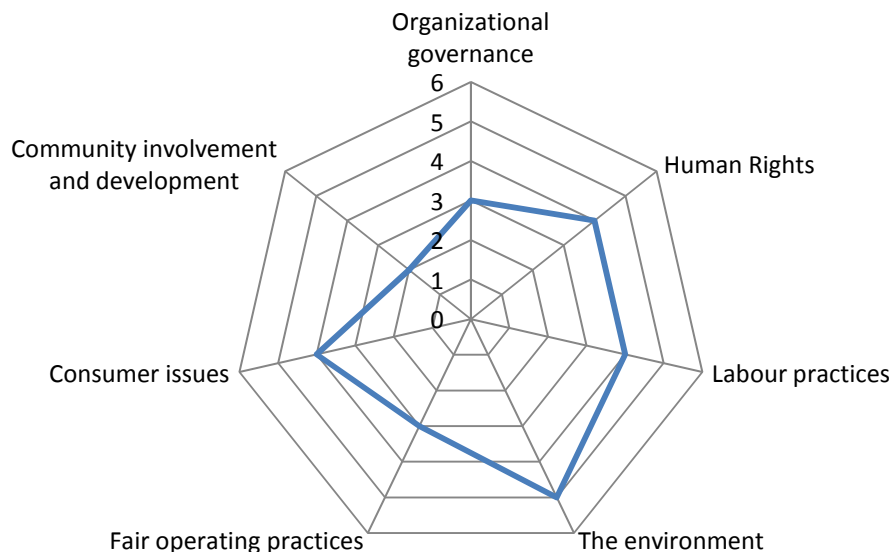 Organizational
governance
6
5
4
3
2
1
0
Human Rights
Labour practices
The environment
Fair operating practices
Consumer issues
Community involvement
and development